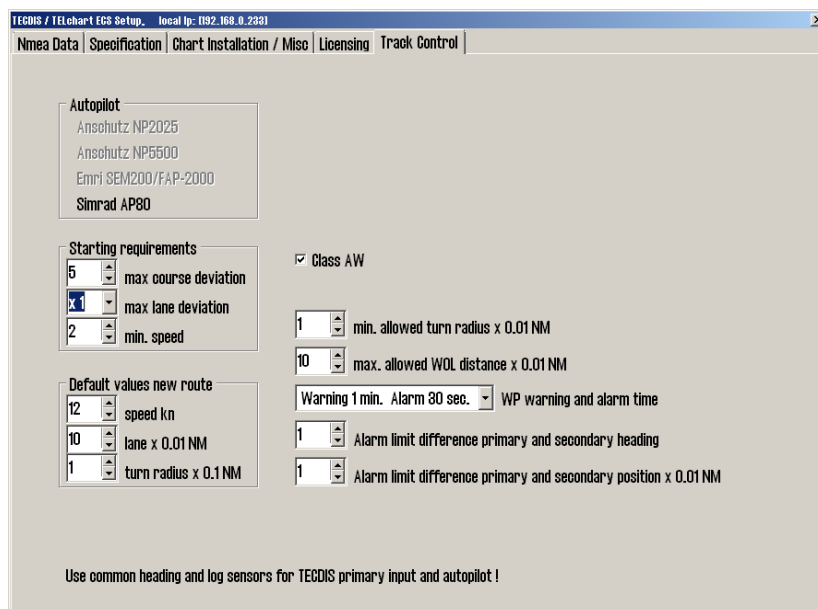 TECDIS / TELchart ECS Setup, local Ip: [192.168.0.233]
Nmea Data Specification Chart Installation / Misc Licensing Track Control
Autopilot
Anschutz NP2025
Anschutz NP5500
Emri SEM200/FAP-2000
Simrad AP80
Starting requirements
5 max course deviation
x 1 max lane deviation
2 min. speed
Class AW
1 min. allowed turn radius x 0.01 NM
10 max. allowed WOL distance x 0.01 NM
Default values new route
12 speed kn
10 lane x 0.01 NM
1 turn radius x 0.1 NM
Warning 1 min. Alarm 30 sec. WP warning and alarm time
1 Alarm limit difference primary and secondary heading
1 Alarm limit difference primary and secondary position x 0.01 NM
Use common heading and log sensors for TECDIS primary input and autopilot !